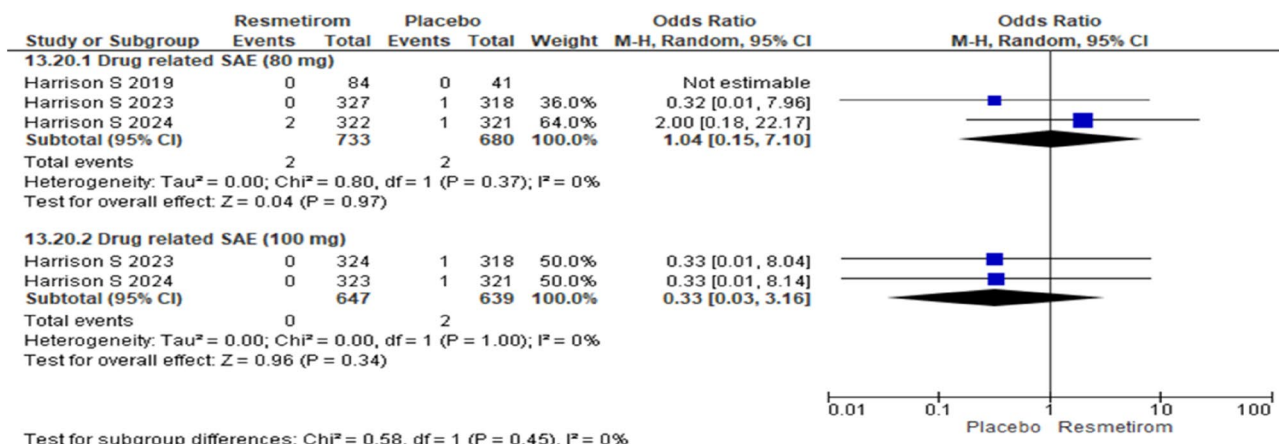 Resmetirom Placebo Odds Ratio Odds Ratio
Study or Subgroup Events Total Events Total Weight M-H, Random, 95% CI M-H, Random, 95% CI
13.20.1 Drug related SAE (80 mg)
Harrison S 2019 0 84 0 41 Not estimable
Harrison S 2023 0 327 1 318 36.0% 0.32 [0.01, 7.96]
Harrison S 2024 2 322 1 321 64.0% 2.00 [0.18, 22.17]
Subtotal (95% CI) 733 680 100.0% 1.04 [0.15, 7.10]
Total events 2 2
Heterogeneity: Tau² = 0.00; Chi² = 0.80, df = 1 (P = 0.37); I² = 0%
Test for overall effect: Z = 0.04 (P = 0.97)
13.20.2 Drug related SAE (100 mg)
Harrison S 2023 0 324 1 318 50.0% 0.33 [0.01, 8.04]
Harrison S 2024 0 323 1 321 50.0% 0.33 [0.01, 8.14]
Subtotal (95% CI) 647 639 100.0% 0.33 [0.03, 3.16]
Total events 0 2
Heterogeneity: Tau² = 0.00; Chi² = 0.00, df = 1 (P = 1.00); I² = 0%
Test for overall effect: Z = 0.96 (P = 0.34)
0.01 0.1 1 10 100
Placebo Resmetirom
Test for subgroup differences: Chi² = 0.58, df = 1 (P = 0.45), I² = 0%